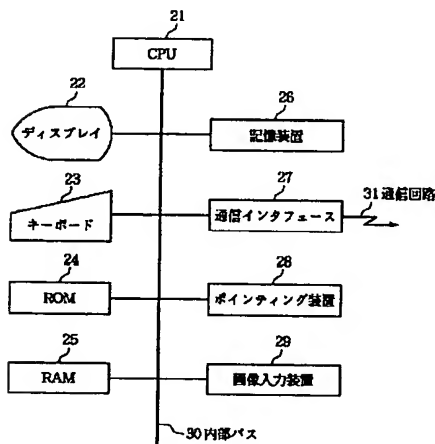 21
CPU
22
ディスプレイ
26
記憶装置
23
キーボード
27
通信インタフェース
31 通信回路
24
ROM
28
ポインティング装置
25
RAM
29
画像入力装置
30 内部バス